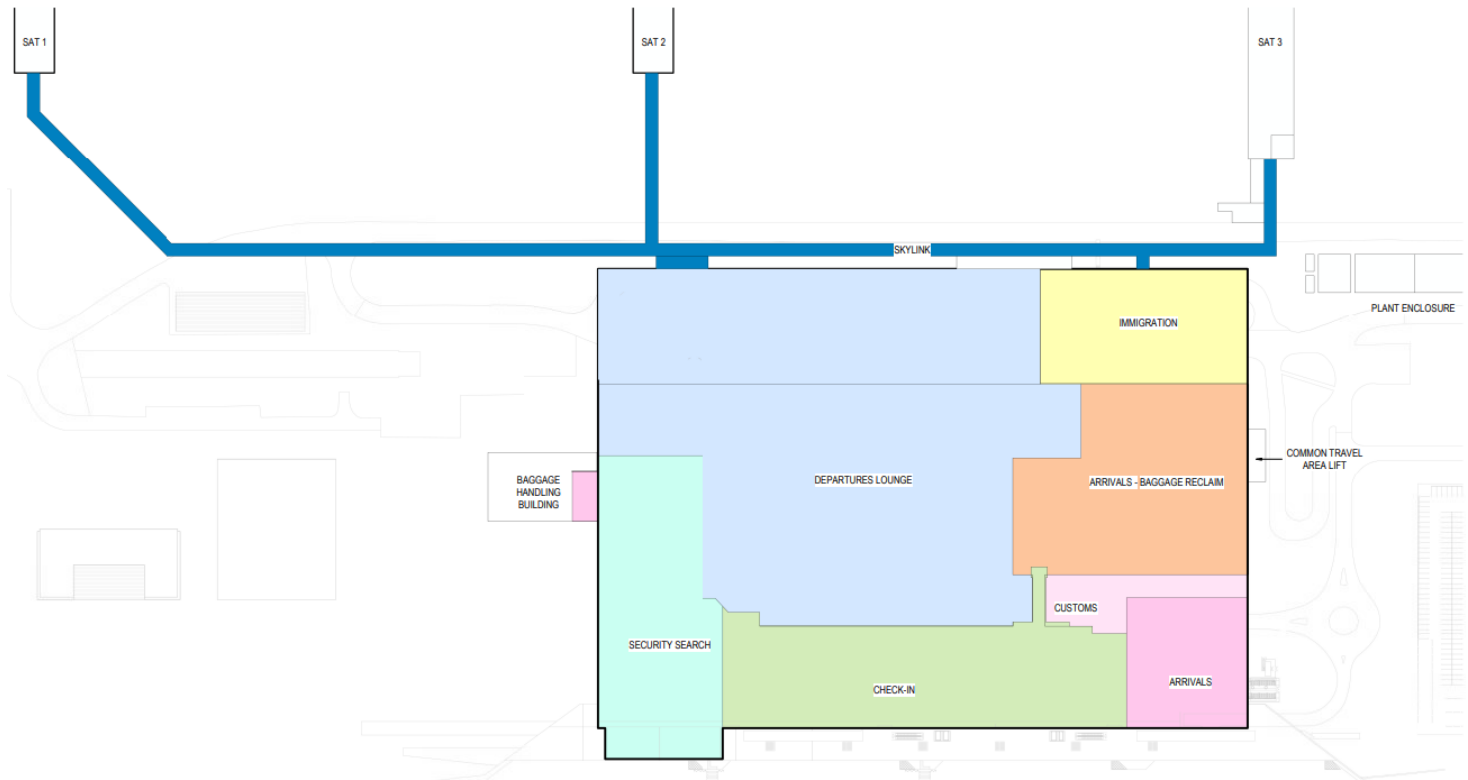 SAT 1
SAT 2
SAT 3
SKYLINK
PLANT ENCLOSURE
IMMIGRATION
COMMON TRAVEL
AREA LIFT
BAGGAGE
HANDLING
BUILDING
DEPARTURES LOUNGE
ARRIVALS - BAGGAGE RECLAIM
CUSTOMS
SECURITY SEARCH
CHECK-IN
ARRIVALS